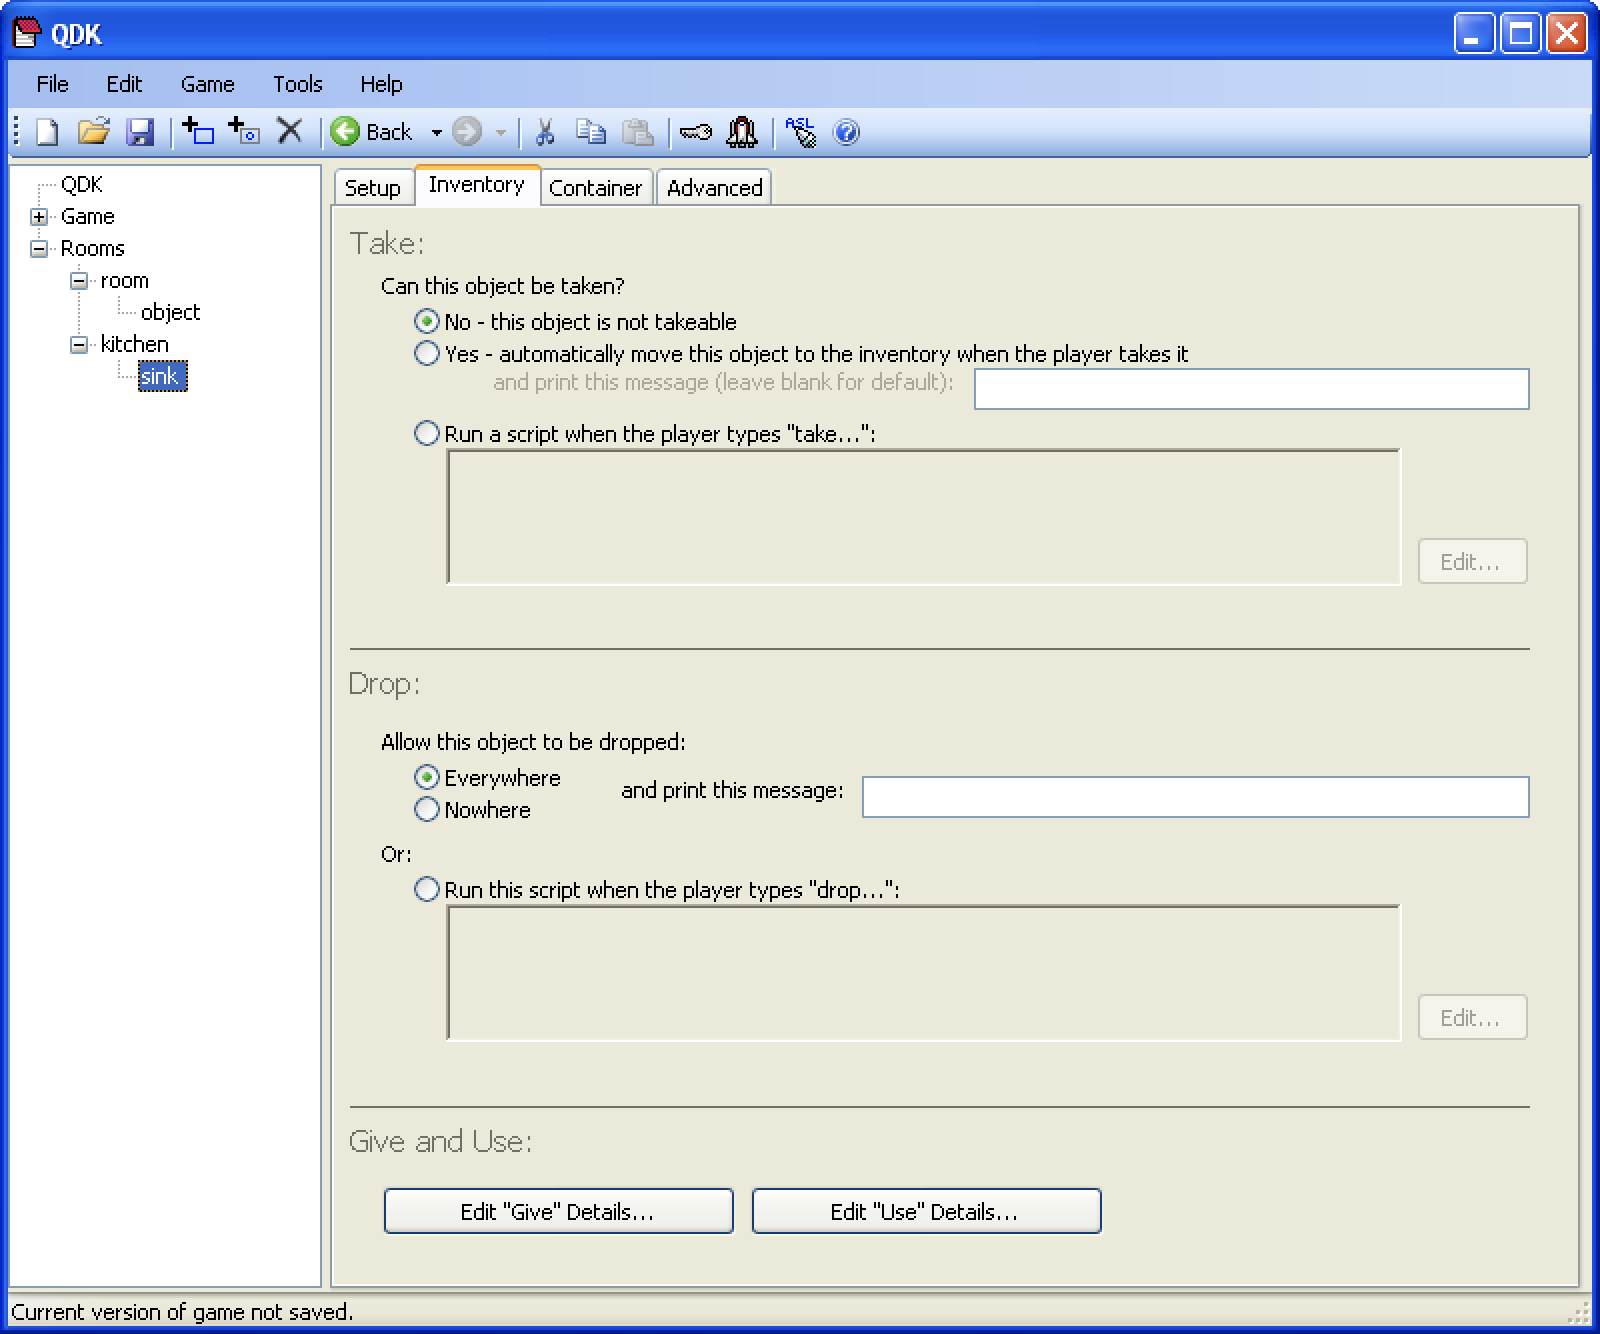 QDK
File Edit Game Tools Help
Back ASL
QDK
Game
Rooms
room
object
kitchen
sink
Setup Inventory Container Advanced
Take:
Can this object be taken?
No - this object is not takeable
Yes - automatically move this object to the inventory when the player takes it
and print this message (leave blank for default):
Run a script when the player types "take...":
Edit...
Drop:
Allow this object to be dropped:
Everywhere
and print this message:
Nowhere
Or:
Run this script when the player types "drop...":
Edit...
Give and Use:
Edit "Give" Details... Edit "Use" Details...
Current version of game not saved.